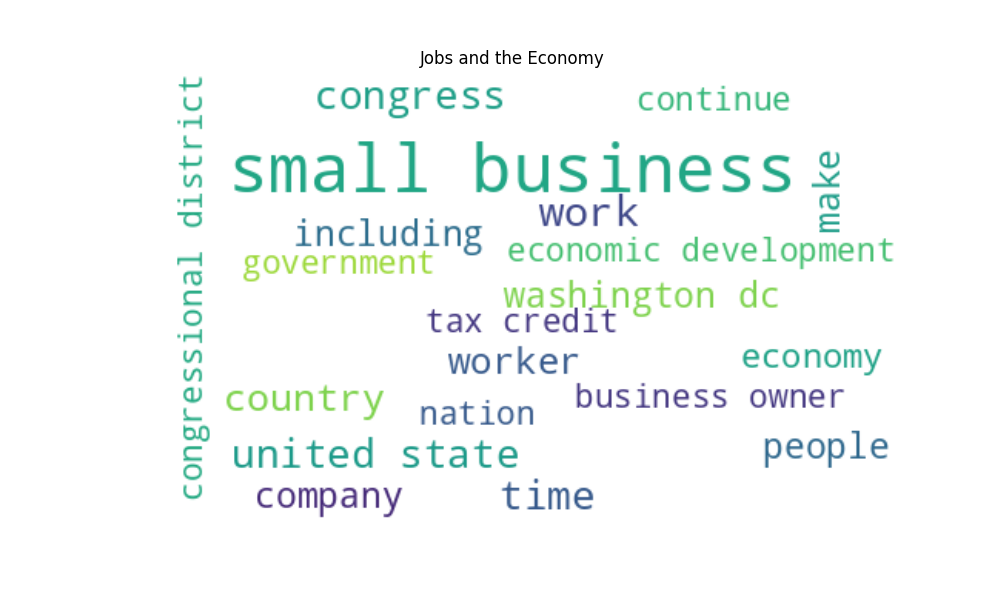 Jobs and the Economy
congressional district
congress
continue
small business
make
work
including
economic development
government
washington dc
tax credit
worker
economy
country
business owner
nation
united state
people
company
time